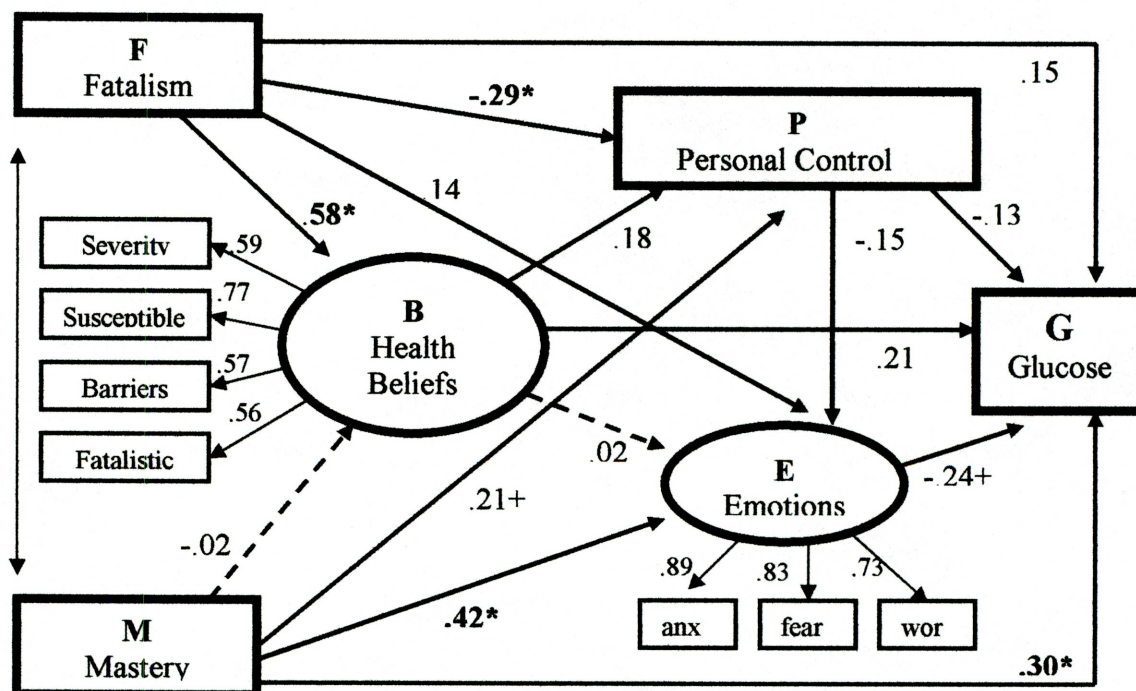 F
Fatalism
.15
-.29*
P
Personal Control
.14
.58*
.18
-.15
-.13
Severity
.59
Susceptible
.77
Barriers
.57
Fatalistic
.56
B
Health
Beliefs
.21
G
Glucose
.02
E
Emotions
-.24+
.21+
-.02
.89
.83
.73
anx
fear
wor
.42*
M
Mastery
.30*